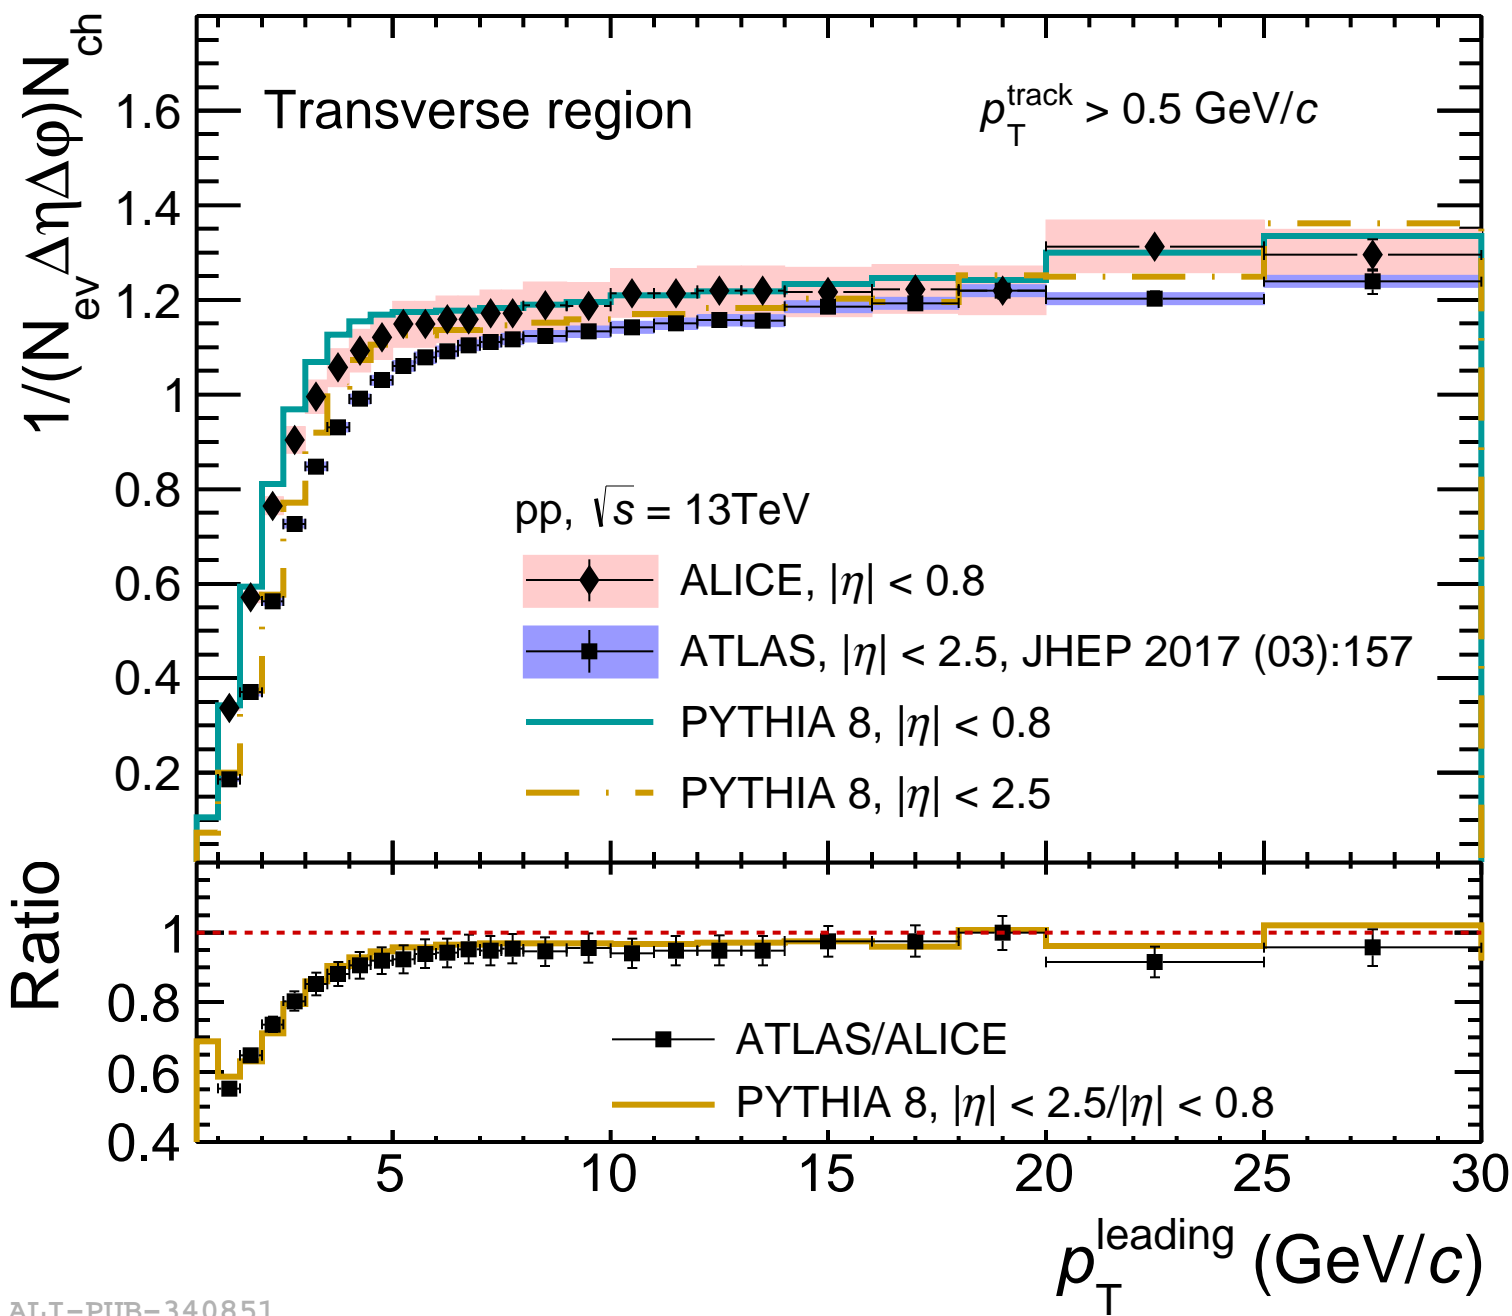 1/(N_ev Δη Δφ)N_ch
Transverse region
p_T^track > 0.5 GeV/c
1.6
1.4
1.2
1
0.8
0.6
0.4
0.2
pp, √s = 13TeV
ALICE, |η| < 0.8
ATLAS, |η| < 2.5, JHEP 2017 (03):157
PYTHIA 8, |η| < 0.8
PYTHIA 8, |η| < 2.5
Ratio
1
0.8
0.6
0.4
ATLAS/ALICE
PYTHIA 8, |η| < 2.5/|η| < 0.8
5 10 15 20 25 30
p_T^leading (GeV/c)
ALI-PUB-340851